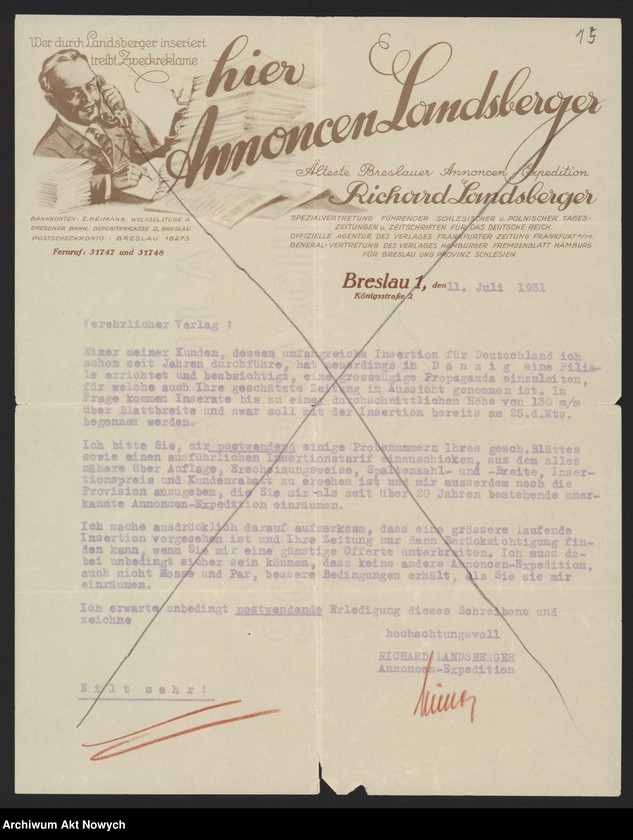 15
Wer durch Landsberger inseriert
treibt Zweckreklame
hier
Annoncen Landsberger
Älteste Breslauer Annoncen Expedition
Richard Landsberger
BANKKONTEN: E. HEIMANN, WECHSELSTUBE A
DRESDNER BANK, DEPOSITENKASSE D, BRESLAU
POSTSCHECKKONTO: BRESLAU 18275
Fernruf: 31747 und 31748
SPEZIALVERTRETUNG FÜHRENDER SCHLESISCHER u. POLNISCHER TAGES-
ZEITUNGEN u. ZEITSCHRIFTEN FÜR DAS DEUTSCHE REICH.
OFFIZIELLE AGENTUR DES VERLAGES FRANKFURTER ZEITUNG FRANKFURT A/M.
GENERAL-VERTRETUNG DES VERLAGES HAMBURGER FREMDENBLATT HAMBURG
FÜR BRESLAU UND PROVINZ SCHLESIEN
Breslau 1, den 11. Juli 1931
Königsstraße 2
Verehrlicher Verlag !
Einer meiner Kunden, dessen umfangreiche Insertion für Deutschland ich
schon seit Jahren durchführe, hat neuerdings in D a n z i g eine Filia-
le errichtet und beabsichtigt, eine grosszügige Propaganda einzuleiten,
für welche auch Ihre geschätzte Zeitung in Aussicht genommen ist. In
Frage kommen Inserate bis zu einer durchschnittlichen Höhe von 130 m/m
über Blattbreite und zwar soll mit der Insertion bereits am 25.d.Mts.
begonnen werden.
Ich bitte Sie, mir postwendend einige Probenummern Ihres gesch.Blattes
sowie einen ausführlichen Insertionstarif einzuschicken, aus dem alles
nähere über Auflage, Erscheinungsweise, Spaltenzahl- und -Breite, Inser-
tionspreis und Kundenrabatt zu ersehen ist und mir ausserdem noch die
Provision anzugeben, die Sie mir als seit über 20 Jahren bestehende aner-
kannte Annoncen-Expedition einräumen.
Ich mache ausdrücklich darauf aufmerksam, dass eine grössere laufende
Insertion vorgesehen ist und Ihre Zeitung nur dann Berücksichtigung fin-
den kann, wenn Sie mir eine günstige Offerte unterbreiten. Ich muss da-
bei unbedingt sicher sein können, dass keine andere Annoncen-Expedition,
auch nicht Mosse und Par, bessere Bedingungen erhält, als Sie sie mir
einräumen.
Ich erwarte unbedingt postwendende Erledigung dieses Schreibens und
zeichne
hochachtungsvoll
RICHARD LANDSBERGER
Annoncen-Expedition
E i l t s e h r !
Archiwum Akt Nowych